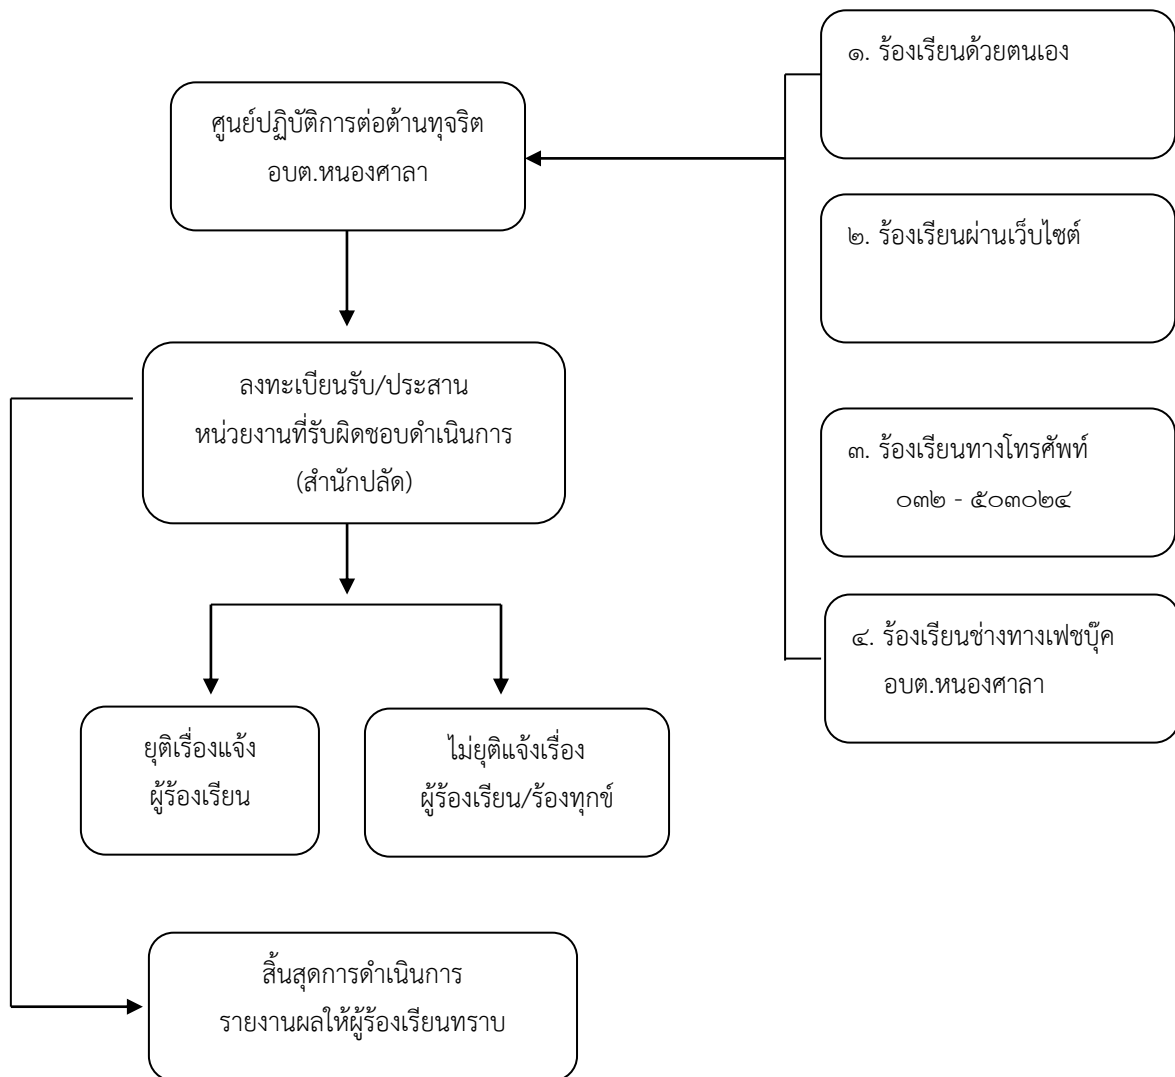 ๑. ร้องเรียนด้วยตนเอง
ศูนย์ปฏิบัติการต่อต้านทุจริต
อบต.หนองศาลา
๒. ร้องเรียนผ่านเว็บไซต์
ลงทะเบียนรับ/ประสาน
หน่วยงานที่รับผิดชอบดำเนินการ
(สำนักปลัด)
๓. ร้องเรียนทางโทรศัพท์
๐๓๒ - ๕๐๓๐๒๔
๔. ร้องเรียนช่างทางเฟซบุ๊ค
อบต.หนองศาลา
ยุติเรื่องแจ้ง
ผู้ร้องเรียน
ไม่ยุติแจ้งเรื่อง
ผู้ร้องเรียน/ร้องทุกข์
สิ้นสุดการดำเนินการ
รายงานผลให้ผู้ร้องเรียนทราบ